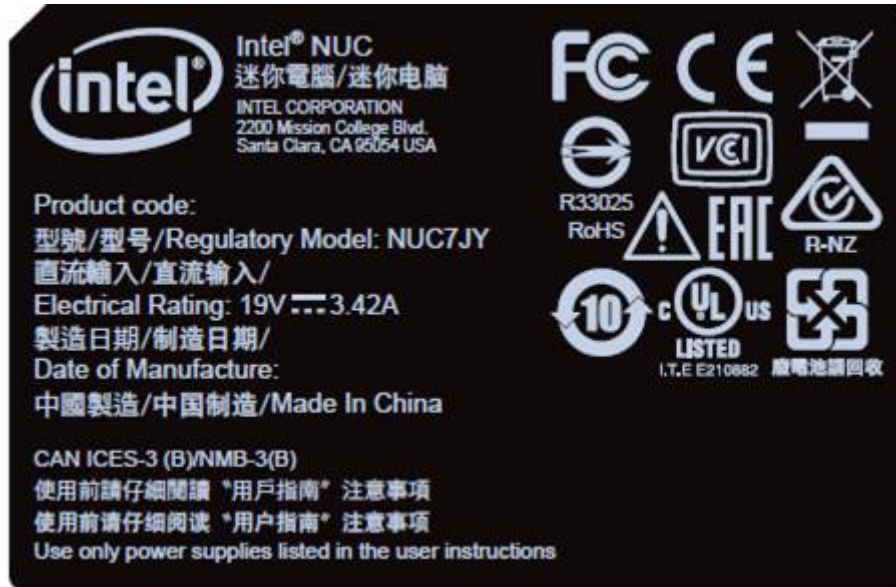 intel®
Intel® NUC
迷你電腦/迷你电脑
INTEL CORPORATION
2200 Mission College Blvd.
Santa Clara, CA 95054 USA
Product code:
型號/型号/Regulatory Model: NUC7JY
直流輸入/直流输入/
Electrical Rating: 19V 3.42A
製造日期/制造日期/
Date of Manufacture:
中國製造/中国制造/Made In China
CAN ICES-3 (B)/NMB-3(B)
使用前請仔細閱讀“用戶指南”注意事項
使用前请仔细阅读“用户指南”注意事项
Use only power supplies listed in the user instructions
FC CE
VCI
R33025
RoHS
EAC
R-NZ
10
C UL US
LISTED
I.T.E E210882
廢電池請回收